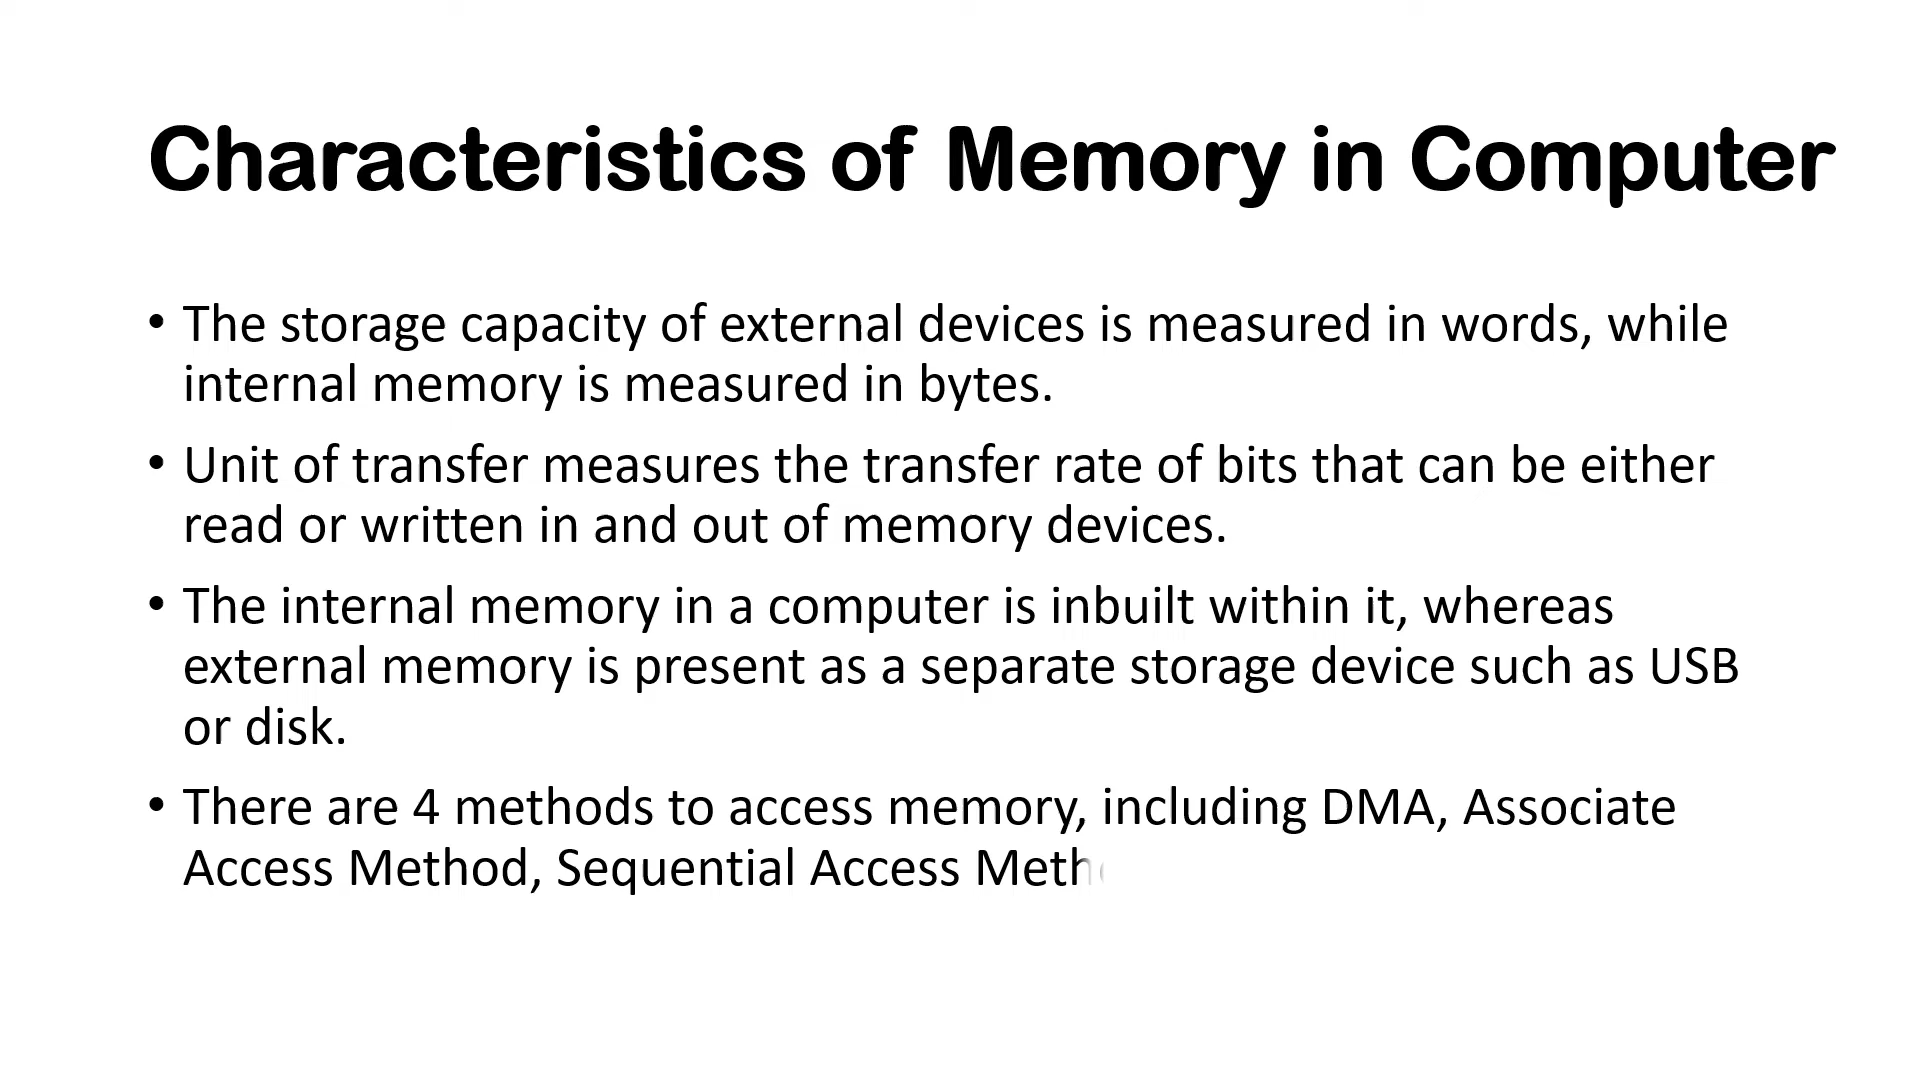 Characteristics of Memory in Computer
• The storage capacity of external devices is measured in words, while
internal memory is measured in bytes.
• Unit of transfer measures the transfer rate of bits that can be either
read or written in and out of memory devices.
• The internal memory in a computer is inbuilt within it, whereas
external memory is present as a separate storage device such as USB
or disk.
• There are 4 methods to access memory, including DMA, Associate
Access Method, Sequential Access